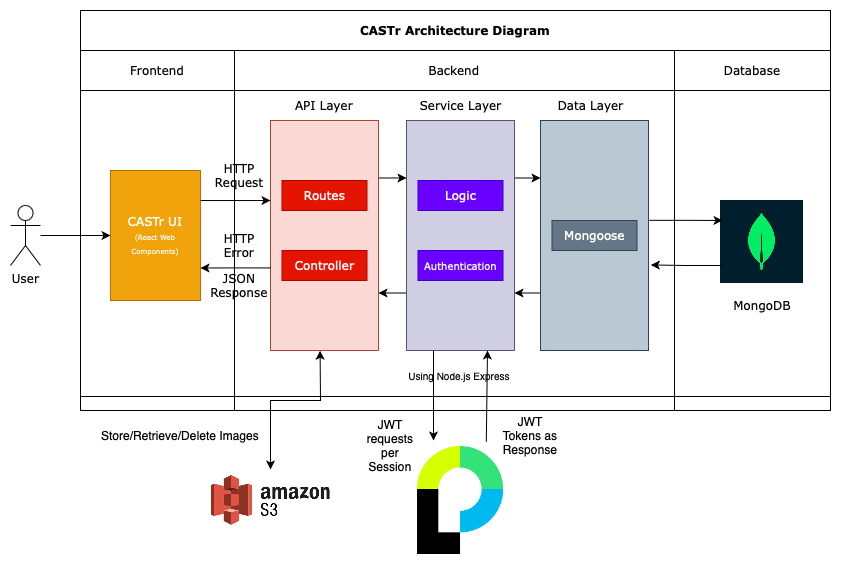 CASTr Architecture Diagram
Frontend
Backend
Database
API Layer
Service Layer
Data Layer
HTTP
Request
Routes
Logic
CASTr UI
(React Web
Components)
Mongoose
HTTP
Error
Controller
Authentication
JSON
Response
User
MongoDB
Using Node.js Express
Store/Retrieve/Delete Images
JWT
requests
per
Session
JWT
Tokens as
Response
amazon
S3